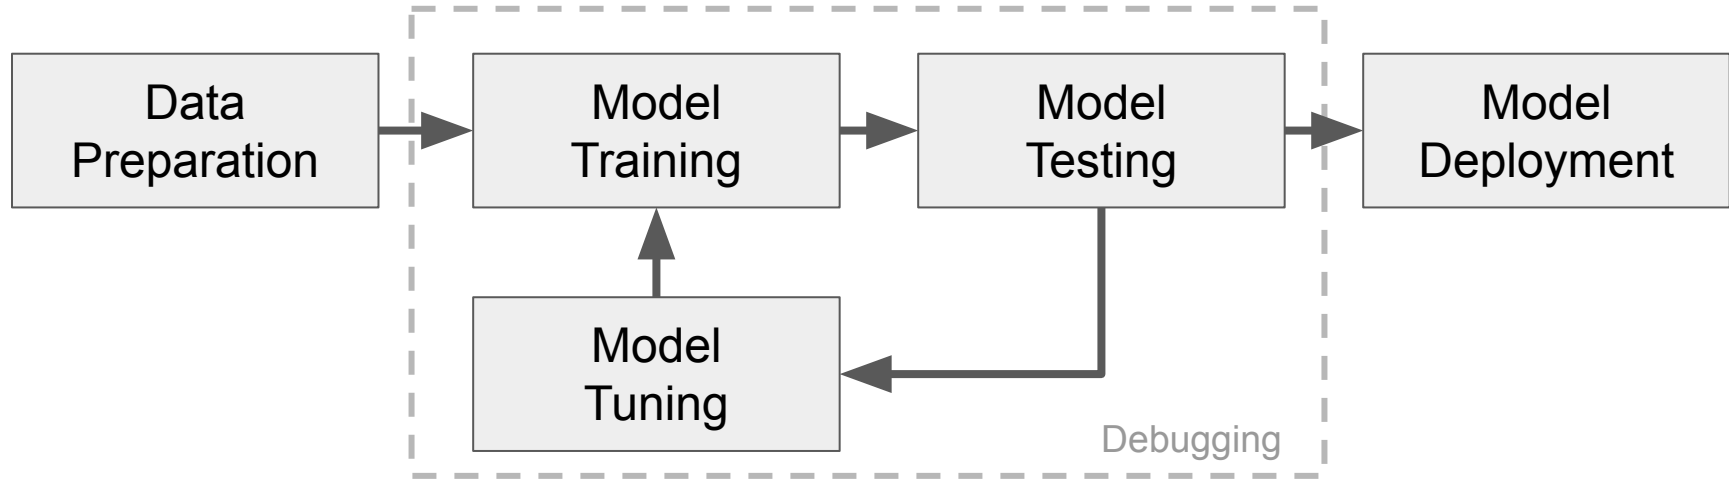 Data
Preparation
Model
Training
Model
Testing
Model
Deployment
Model
Tuning
Debugging